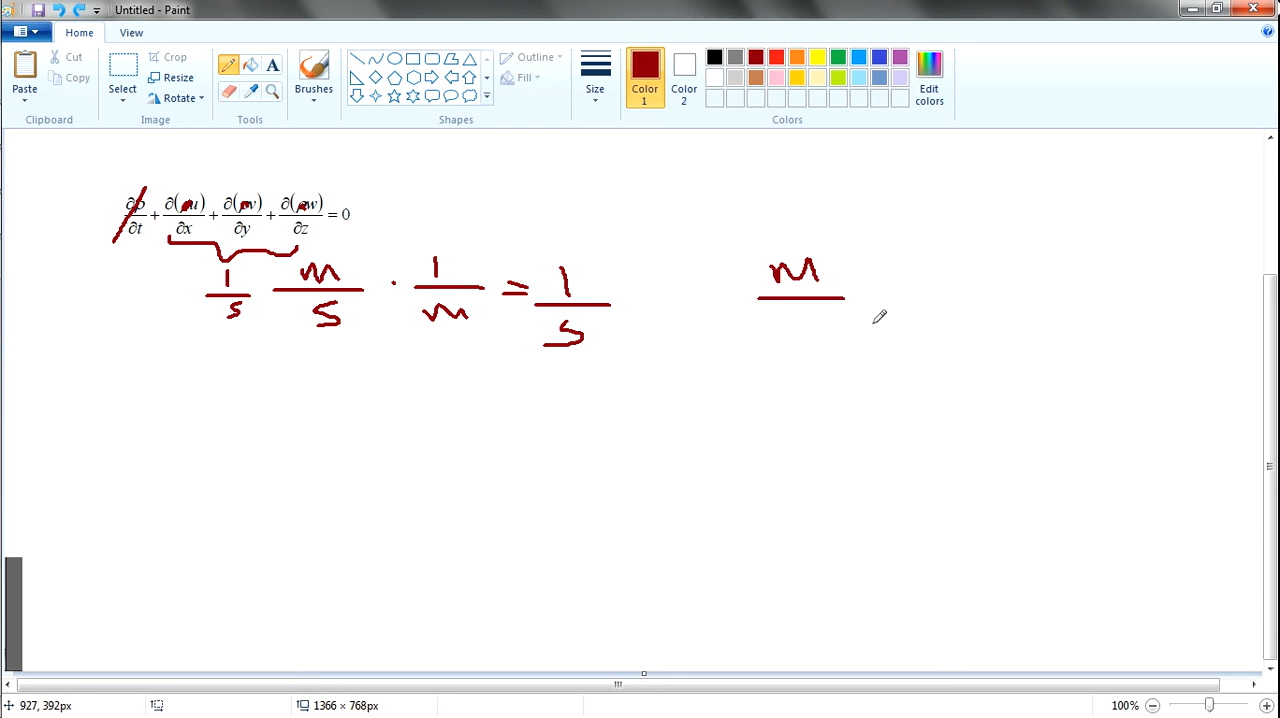 Untitled - Paint
Home View
Paste
Cut
Copy
Clipboard
Select
Crop
Resize
Rotate
Image
A
Tools
Brushes
Outline
Fill
Shapes
Size
Color 1
Color 2
Edit colors
Colors
∂ρ/∂t + ∂(ρu)/∂x + ∂(ρv)/∂y + ∂(ρw)/∂z = 0
1/s m/s · 1/m = 1/s
m
927, 392px
1366 × 768px
100%